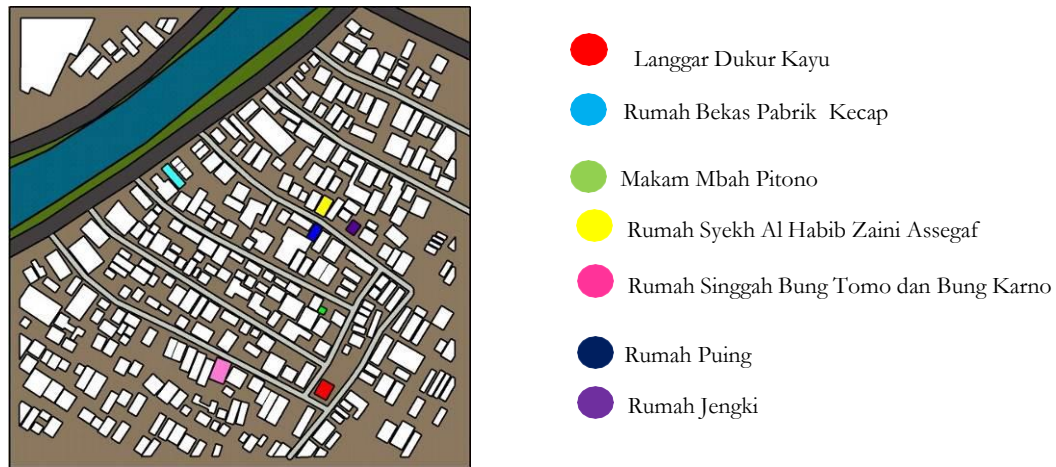 Langgar Dukur Kayu
Rumah Bekas Pabrik Kecap
Makam Mbah Pitono
Rumah Syekh Al Habib Zaini Assegaf
Rumah Singgah Bung Tomo dan Bung Karno
Rumah Puing
Rumah Jengki